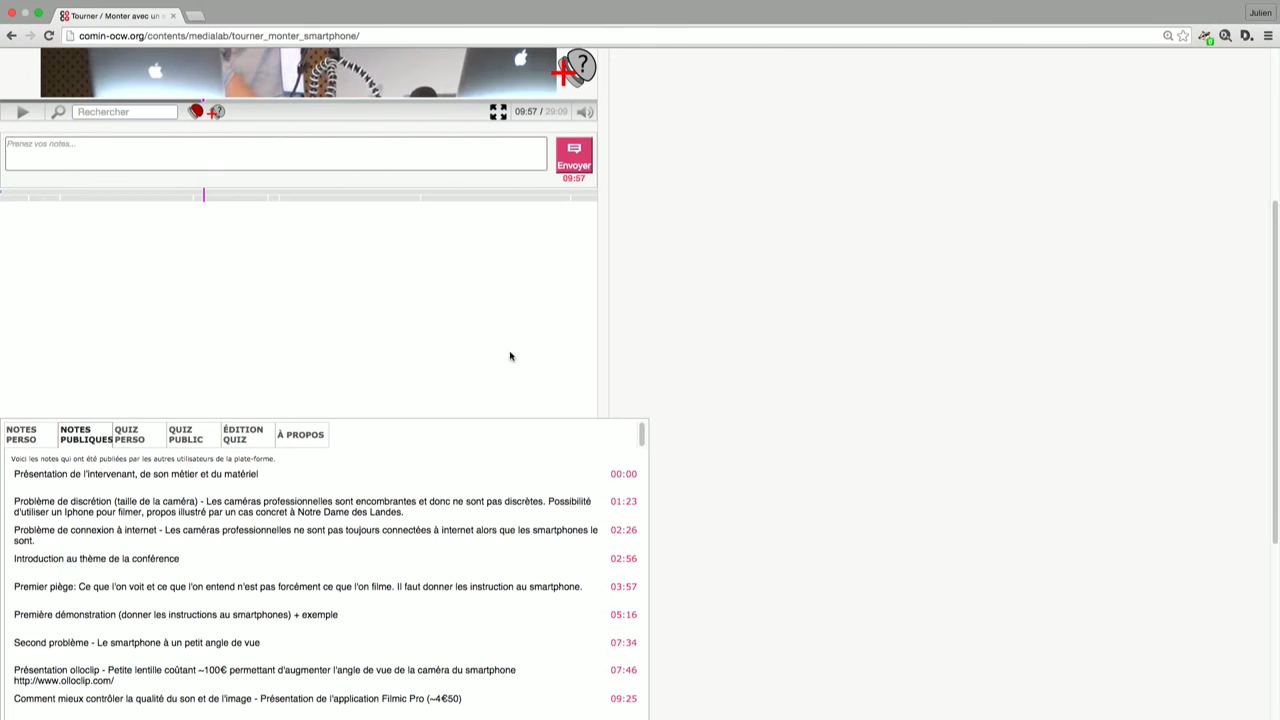 Julien
Tourner / Monter avec un s
comin-ocw.org/contents/medialab/tourner_monter_smartphone/
Rechercher
09:57 / 29:09
Prenez vos notes...
Envoyer
09:57
NOTES PERSO
NOTES PUBLIQUES
QUIZ PERSO
QUIZ PUBLIC
ÉDITION QUIZ
À PROPOS
Voici les notes qui ont été publiées par les autres utilisateurs de la plate-forme.
Présentation de l'intervenant, de son métier et du matériel 00:00
Problème de discrétion (taille de la caméra) - Les caméras professionnelles sont encombrantes et donc ne sont pas discrètes. Possibilité 01:23
d'utiliser un Iphone pour filmer, propos illustré par un cas concret à Notre Dame des Landes.
Problème de connexion à internet - Les caméras professionnelles ne sont pas toujours connectées à internet alors que les smartphones le 02:26
sont.
Introduction au thème de la conférence 02:56
Premier piège: Ce que l'on voit et ce que l'on entend n'est pas forcément ce que l'on filme. Il faut donner les instruction au smartphone. 03:57
Première démonstration (donner les instructions au smartphones) + exemple 05:16
Second problème - Le smartphone à un petit angle de vue 07:34
Présentation olloclip - Petite lentille coûtant ~100€ permettant d'augmenter l'angle de vue de la caméra du smartphone 07:46
http://www.olloclip.com/
Comment mieux contrôler la qualité du son et de l'image - Présentation de l'application Filmic Pro (~4€50) 09:25